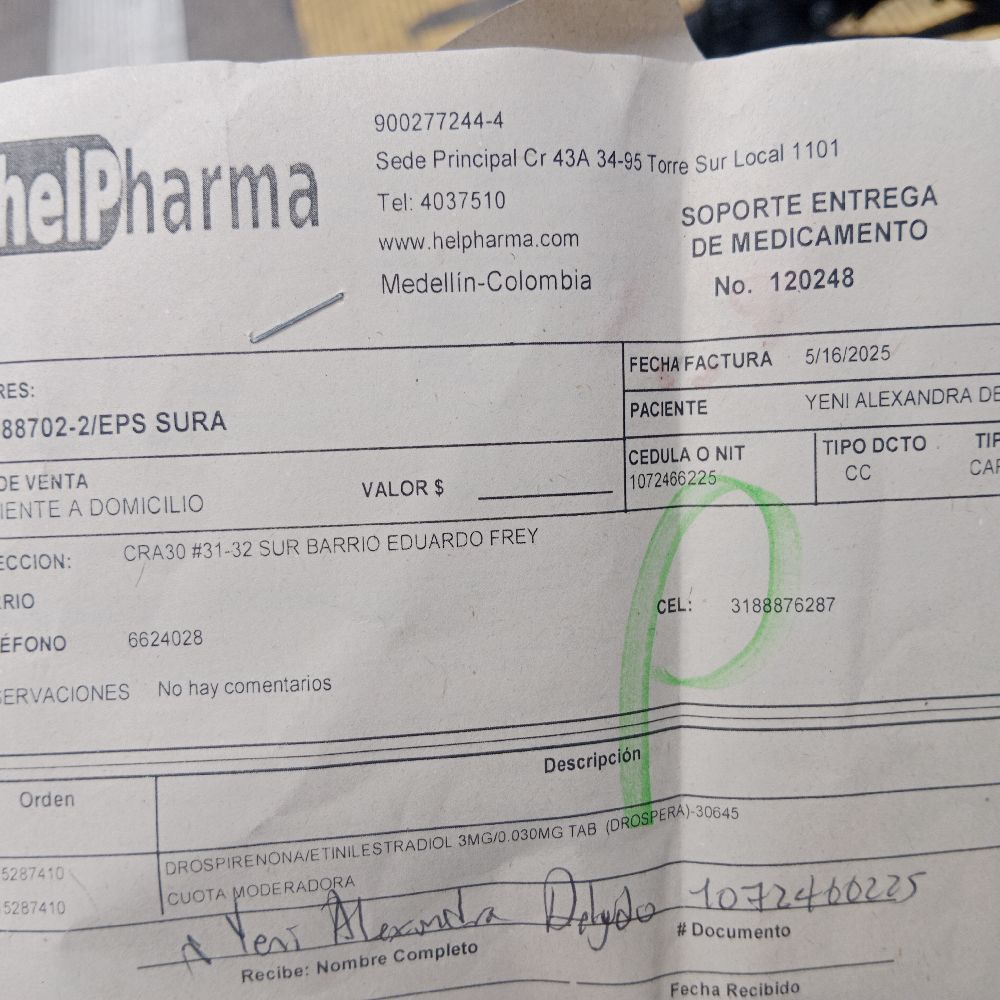 helPharma
900277244-4
Sede Principal Cr 43A 34-95 Torre Sur Local 1101
Tel: 4037510
www.helpharma.com
Medellín-Colombia
SOPORTE ENTREGA
DE MEDICAMENTO
No. 120248
RES:
88702-2/EPS SURA
FECHA FACTURA 5/16/2025
PACIENTE YENI ALEXANDRA DE
DE VENTA
IENTE A DOMICILIO
VALOR $
CEDULA O NIT
1072466225
TIPO DCTO
CC
TIP
CAR
ECCION: CRA30 #31-32 SUR BARRIO EDUARDO FREY
RIO
ÉFONO 6624028
CEL: 3188876287
SERVACIONES No hay comentarios
P
Orden Descripción
5287410 DROSPIRENONA/ETINILESTRADIOL 3MG/0.030MG TAB (DROSPERA)-30645
5287410 CUOTA MODERADORA
Yeni Alexandra Delgado 1072466225
Recibe: Nombre Completo # Documento
Fecha Recibido